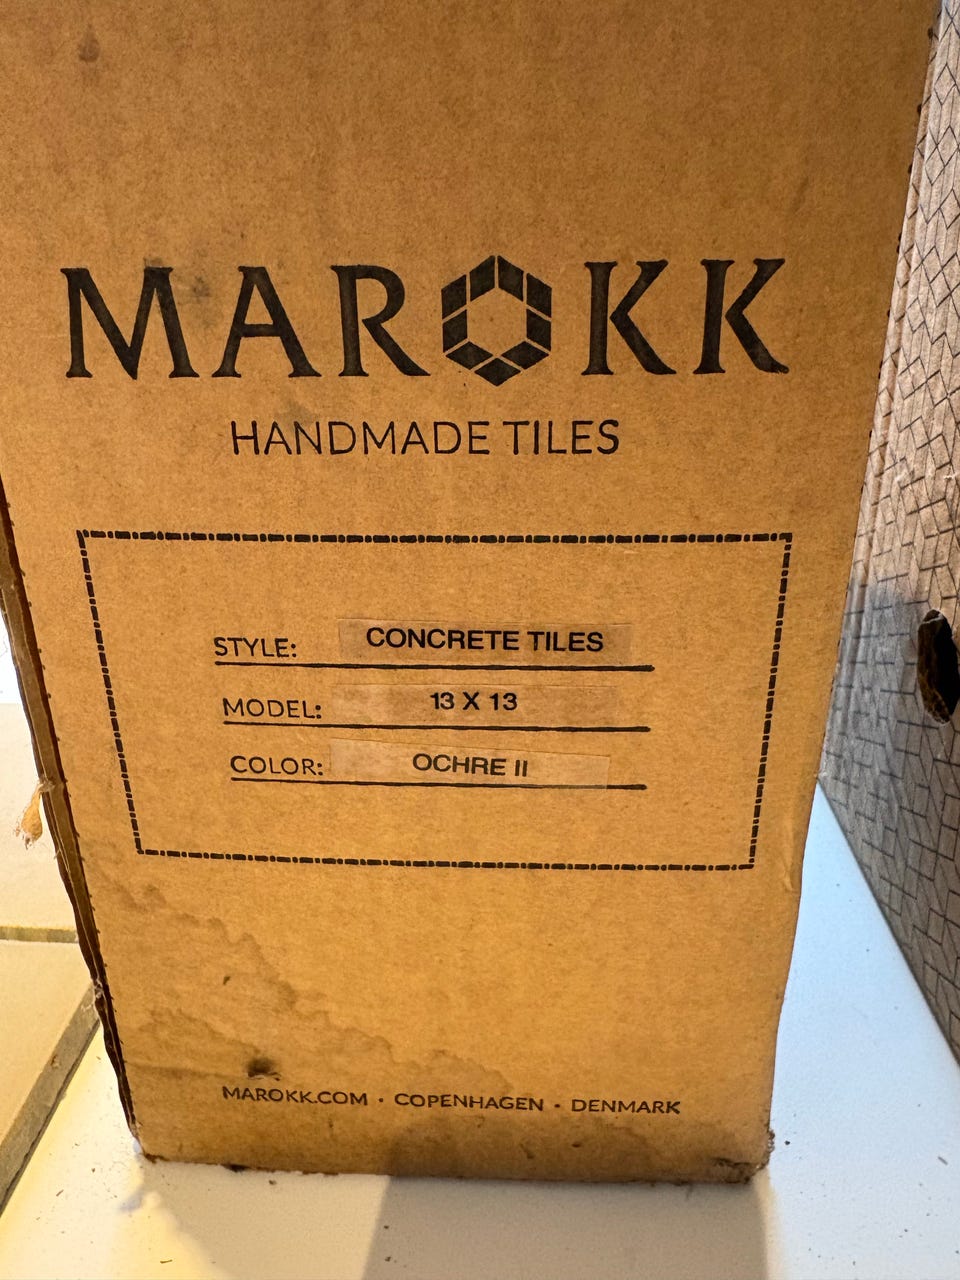 MAROKK
HANDMADE TILES
STYLE: CONCRETE TILES
MODEL: 13 X 13
COLOR: OCHRE II
MAROKK.COM · COPENHAGEN · DENMARK